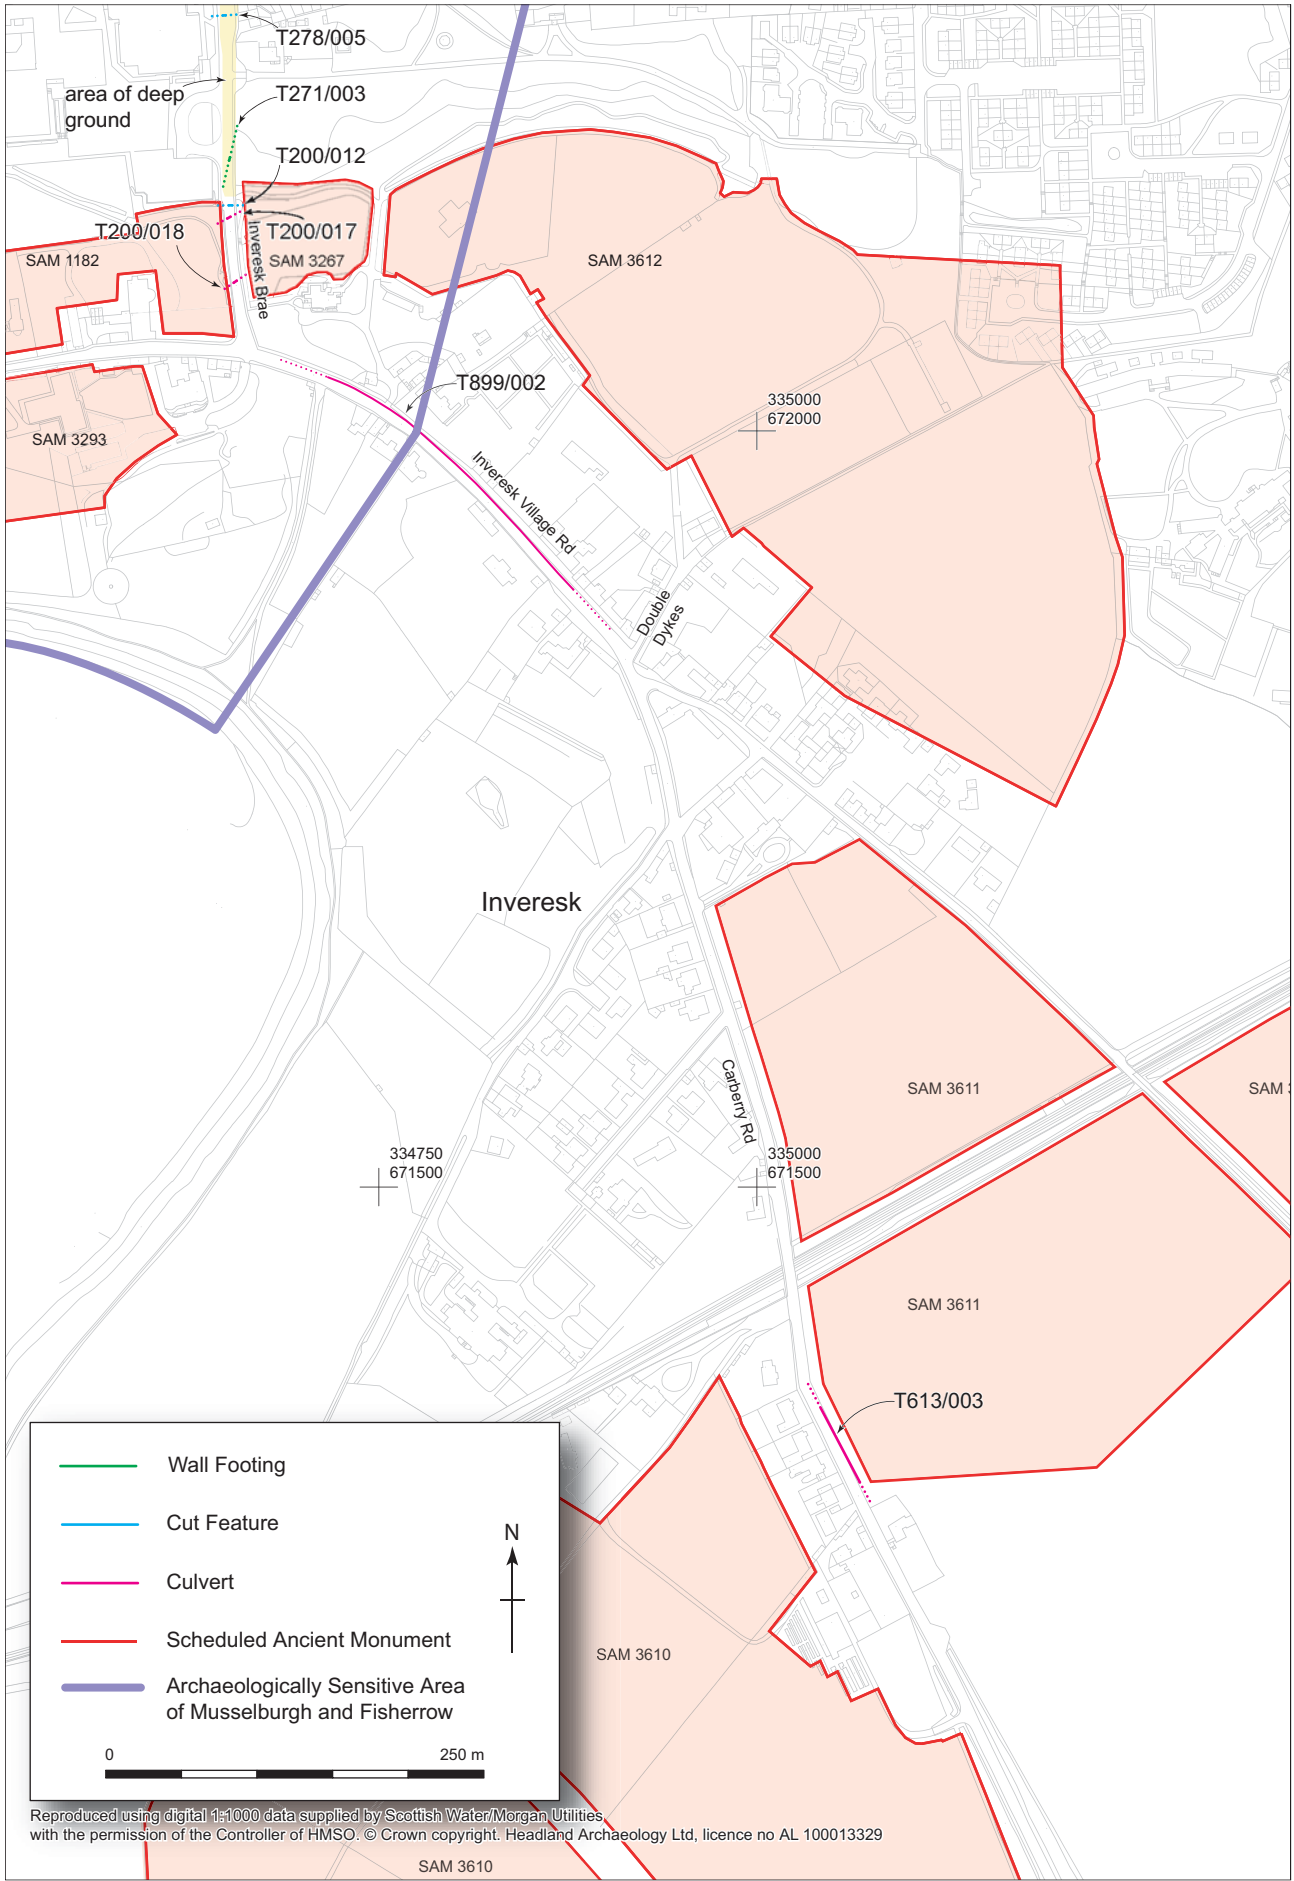 T278/005
area of deep
ground
T271/003
T200/012
T200/018
T200/017
Inveresk Brae
SAM 1182
SAM 3267
SAM 3612
T899/002
335000
672000
SAM 3293
Inveresk Village Rd
Double
Dykes
Inveresk
Carberry Rd
SAM 3611
SAM 3
334750
671500
335000
671500
SAM 3611
T613/003
Wall Footing
Cut Feature
Culvert
Scheduled Ancient Monument
Archaeologically Sensitive Area
of Musselburgh and Fisherrow
N
0 250 m
SAM 3610
Reproduced using digital 1:1000 data supplied by Scottish Water/Morgan Utilities
with the permission of the Controller of HMSO. © Crown copyright. Headland Archaeology Ltd, licence no AL 100013329
SAM 3610